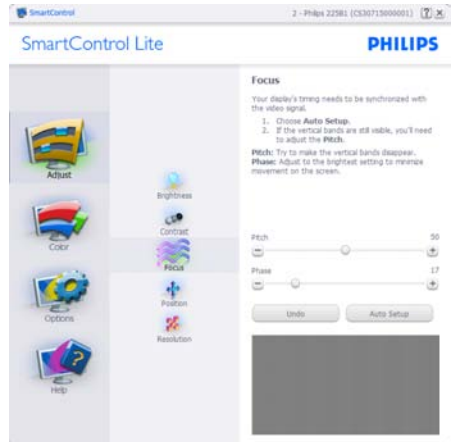 SmartControl
2 - Philips 225B1 (CS30715000001)
SmartControl Lite
PHILIPS
Adjust
Color
Options
Help
Brightness
Contrast
Focus
Position
Resolution
Focus
Your display's timing needs to be synchronized with
the video signal.
1. Choose Auto Setup.
2. If the vertical bands are still visible, you'll need
to adjust the Pitch.
Pitch: Try to make the vertical bands disappear.
Phase: Adjust to the brightest setting to minimize
movement on the screen.
Pitch 50
Phase 17
Undo
Auto Setup